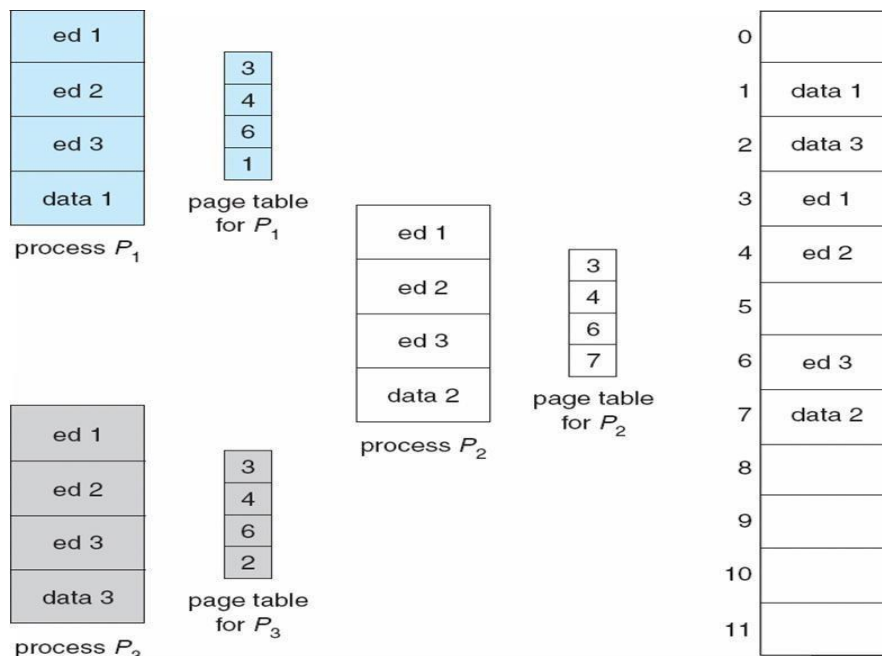 ed 1
ed 2
ed 3
data 1
process P1
3
4
6
1
page table
for P1
ed 1
ed 2
ed 3
data 2
process P2
3
4
6
7
page table
for P2
ed 1
ed 2
ed 3
data 3
process P3
3
4
6
2
page table
for P3
0
1 data 1
2 data 3
3 ed 1
4 ed 2
5
6 ed 3
7 data 2
8
9
10
11